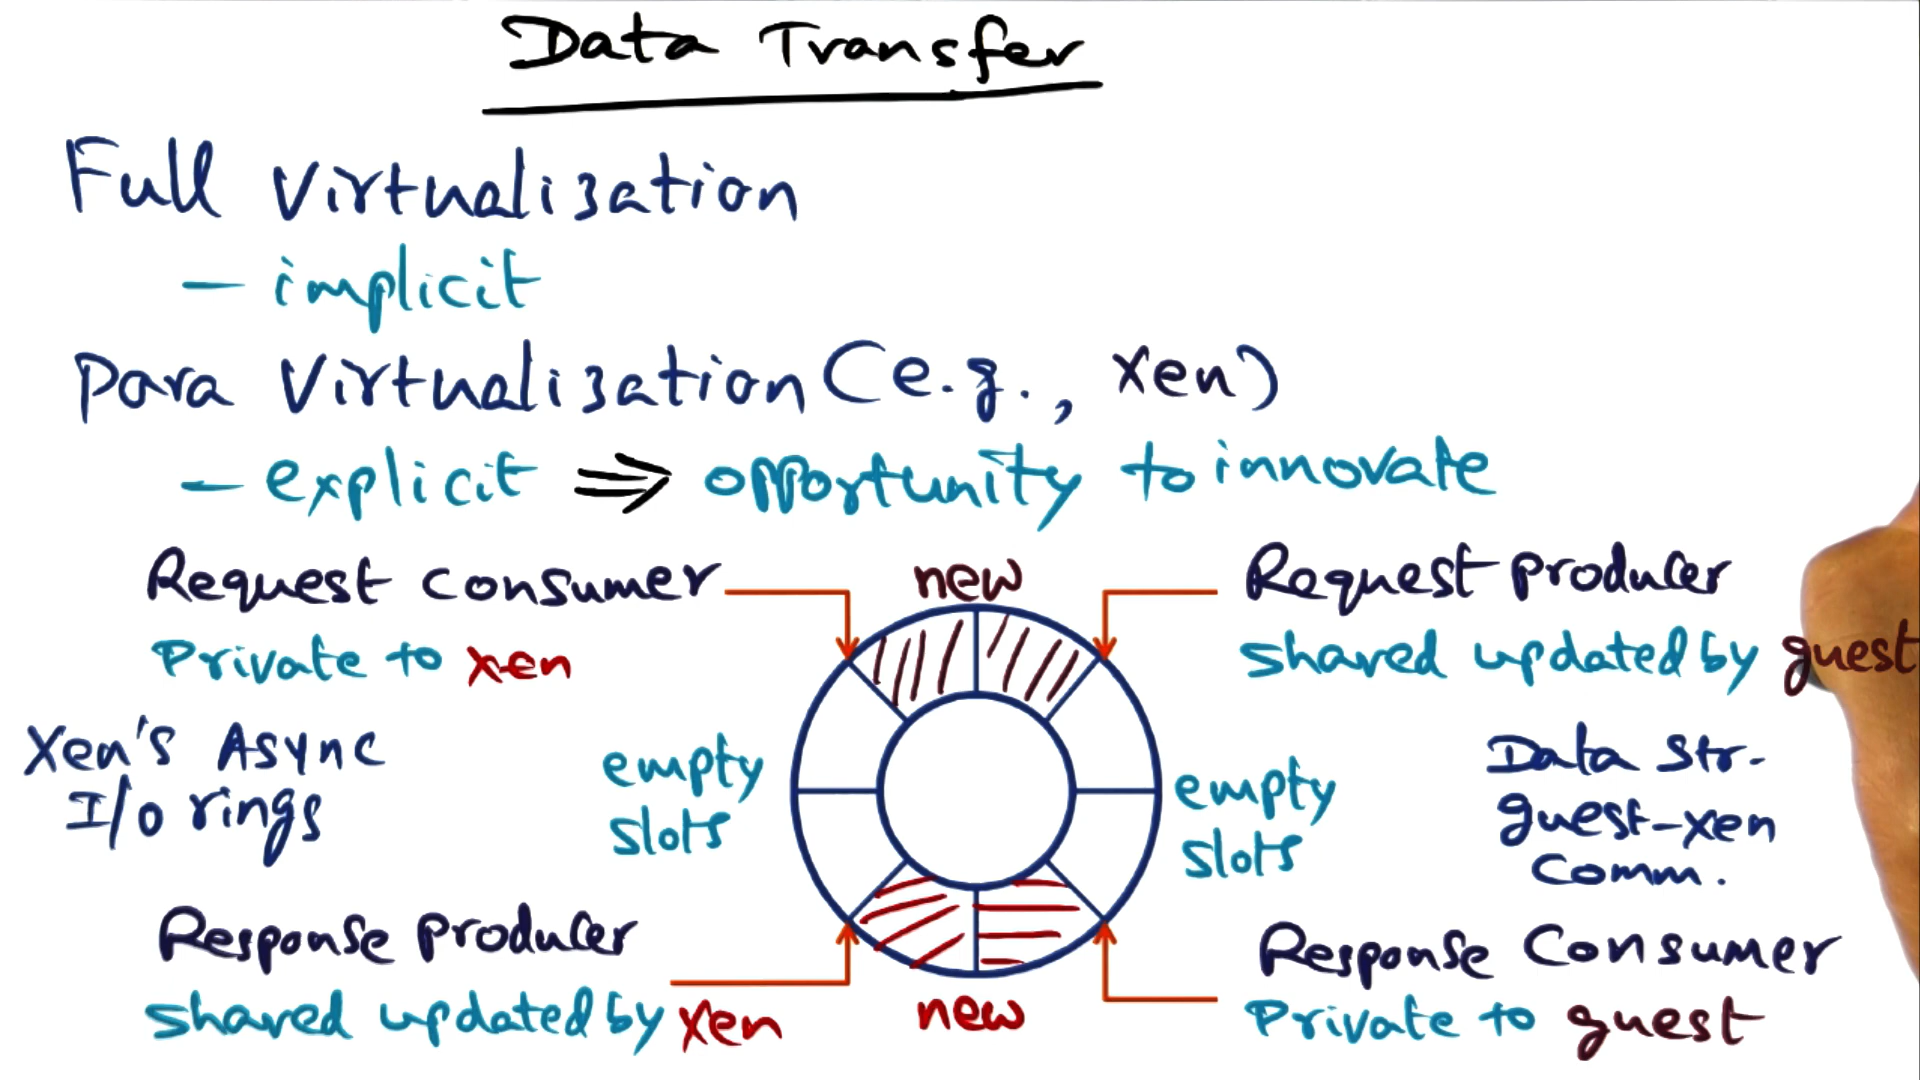 Data Transfer
Full Virtualisation
- implicit
Para Virtualisation (e.g., Xen)
- explicit ⇒ opportunity to innovate
Request Consumer
Private to Xen
new
Request Producer
shared updated by guest
Xen's Async
I/O rings
empty
slots
empty
slots
Data Str.
guest-Xen
Comm.
Response Producer
shared updated by Xen
new
Response Consumer
Private to guest